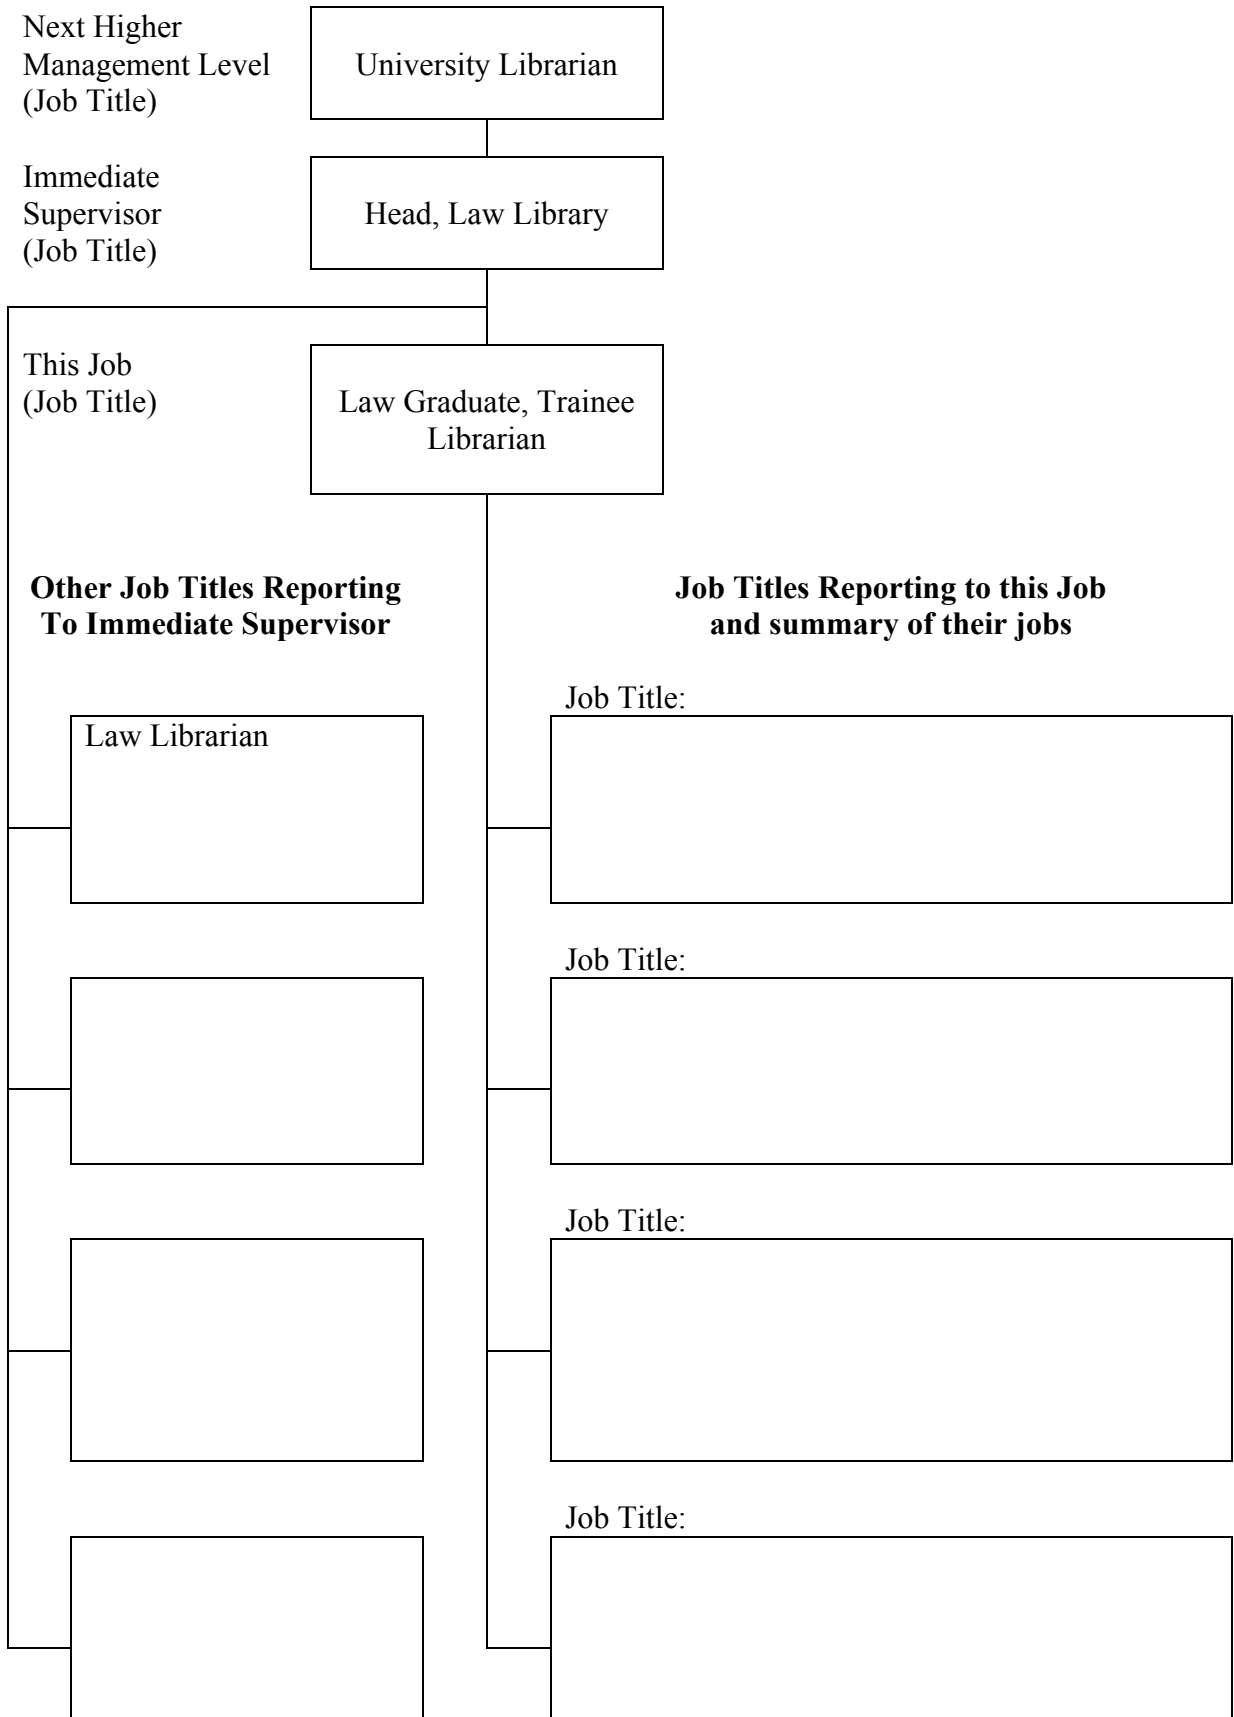 Next Higher
Management Level
(Job Title)
University Librarian
Immediate
Supervisor
(Job Title)
Head, Law Library
This Job
(Job Title)
Law Graduate, Trainee
Librarian
Other Job Titles Reporting
To Immediate Supervisor
Job Titles Reporting to this Job
and summary of their jobs
Law Librarian
Job Title:
Job Title:
Job Title:
Job Title: